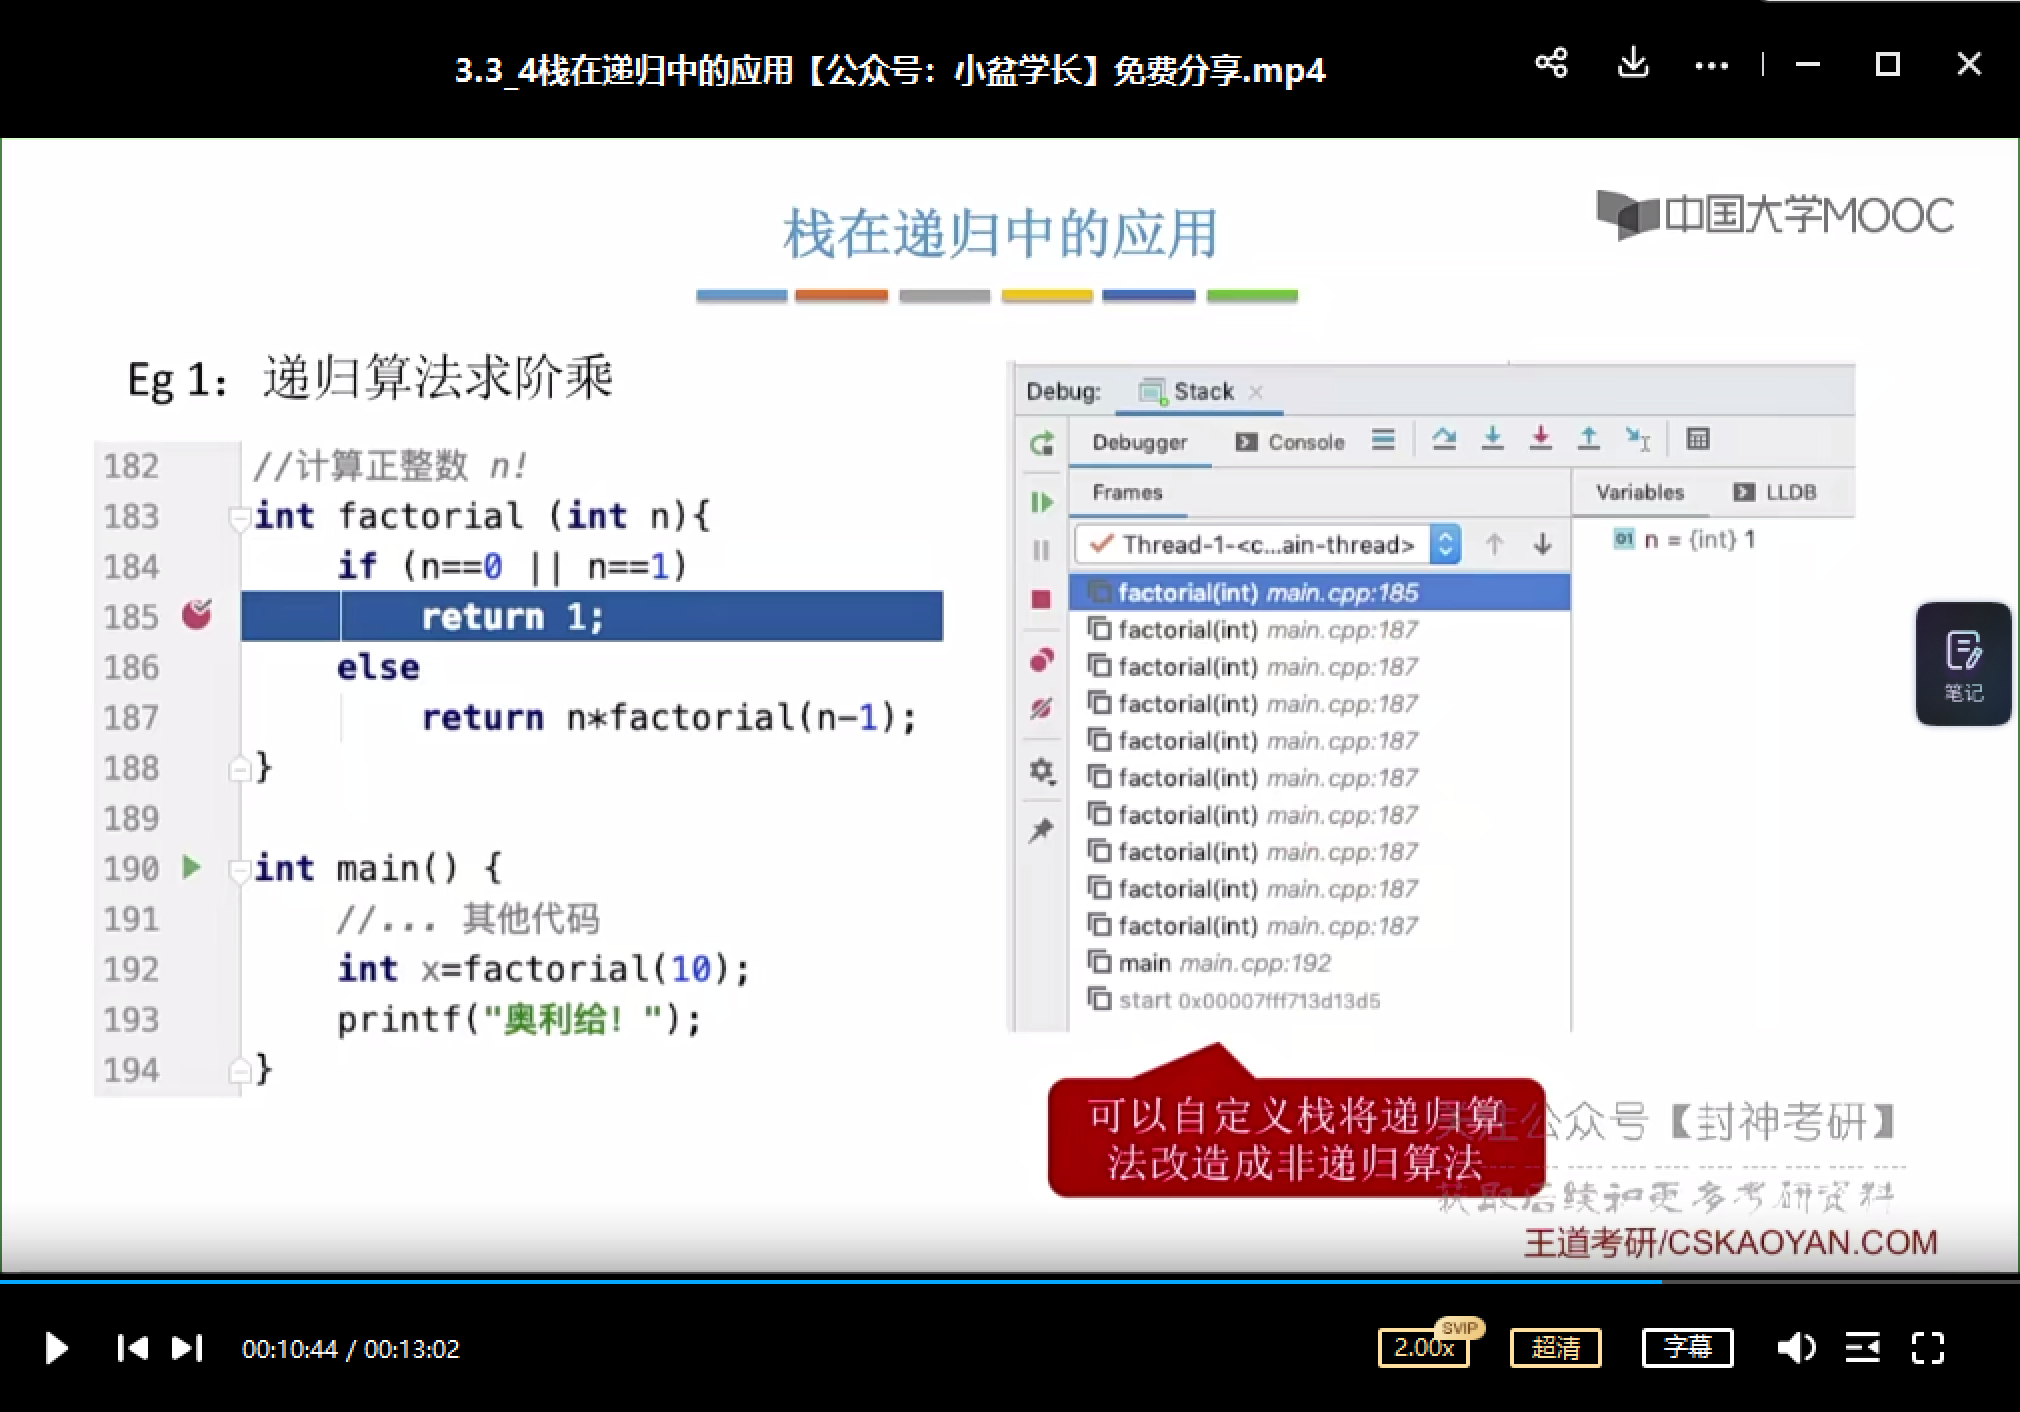 3.3_4栈在递归中的应用【公众号：小盆学长】免费分享.mp4
栈在递归中的应用
中国大学MOOC
Eg 1：递归算法求阶乘
182 //计算正整数 n!
183 int factorial (int n){
184 if (n==0 || n==1)
185 return 1;
186 else
187 return n*factorial(n-1);
188 }
189
190 int main() {
191 //... 其他代码
192 int x=factorial(10);
193 printf("奥利给！");
194 }
Debug: Stack
Debugger Console
Frames
Variables LLDB
Thread-1-<c...ain-thread>
01 n = {int} 1
factorial(int) main.cpp:185
factorial(int) main.cpp:187
factorial(int) main.cpp:187
factorial(int) main.cpp:187
factorial(int) main.cpp:187
factorial(int) main.cpp:187
factorial(int) main.cpp:187
factorial(int) main.cpp:187
factorial(int) main.cpp:187
factorial(int) main.cpp:187
main main.cpp:192
start 0x00007fff713d13d5
笔记
可以自定义栈将递归算
法改造成非递归算法
关注公众号【封神考研】
获取后续和更多考研资料
王道考研/CSKAOYAN.COM
00:10:44 / 00:13:02
2.00x SVIP
超清
字幕